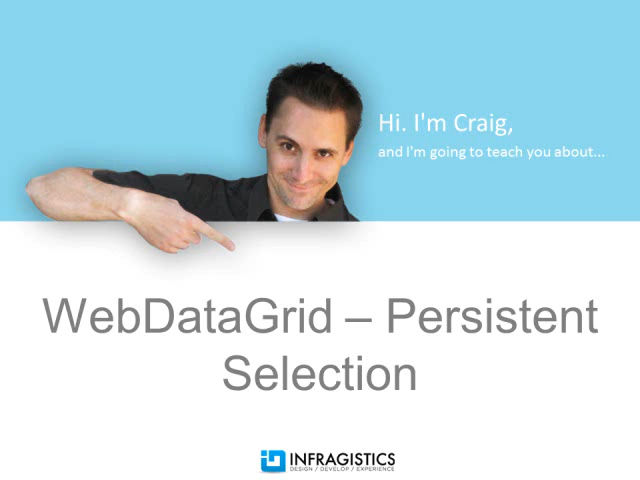 Hi. I'm Craig,
and I'm going to teach you about...
WebDataGrid – Persistent
Selection
INFRAGISTICS
DESIGN / DEVELOP / EXPERIENCE